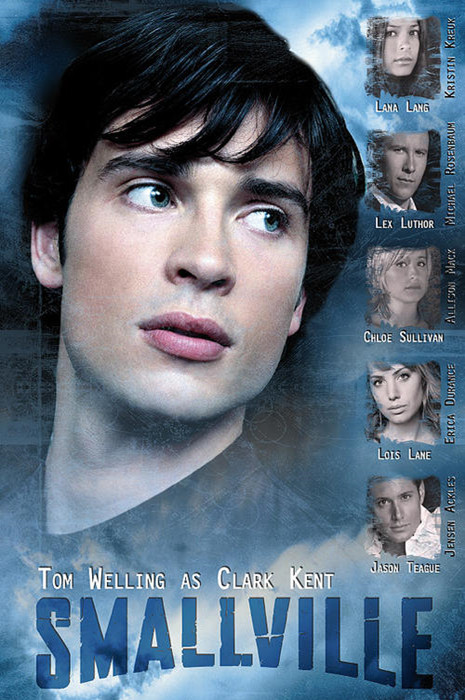 Kristin Kreuk
Lana Lang
Michael Rosenbaum
Lex Luthor
Allison Mack
Chloe Sullivan
Erica Durance
Lois Lane
Jensen Ackles
Jason Teague
Tom Welling as Clark Kent
SMALLVILLE